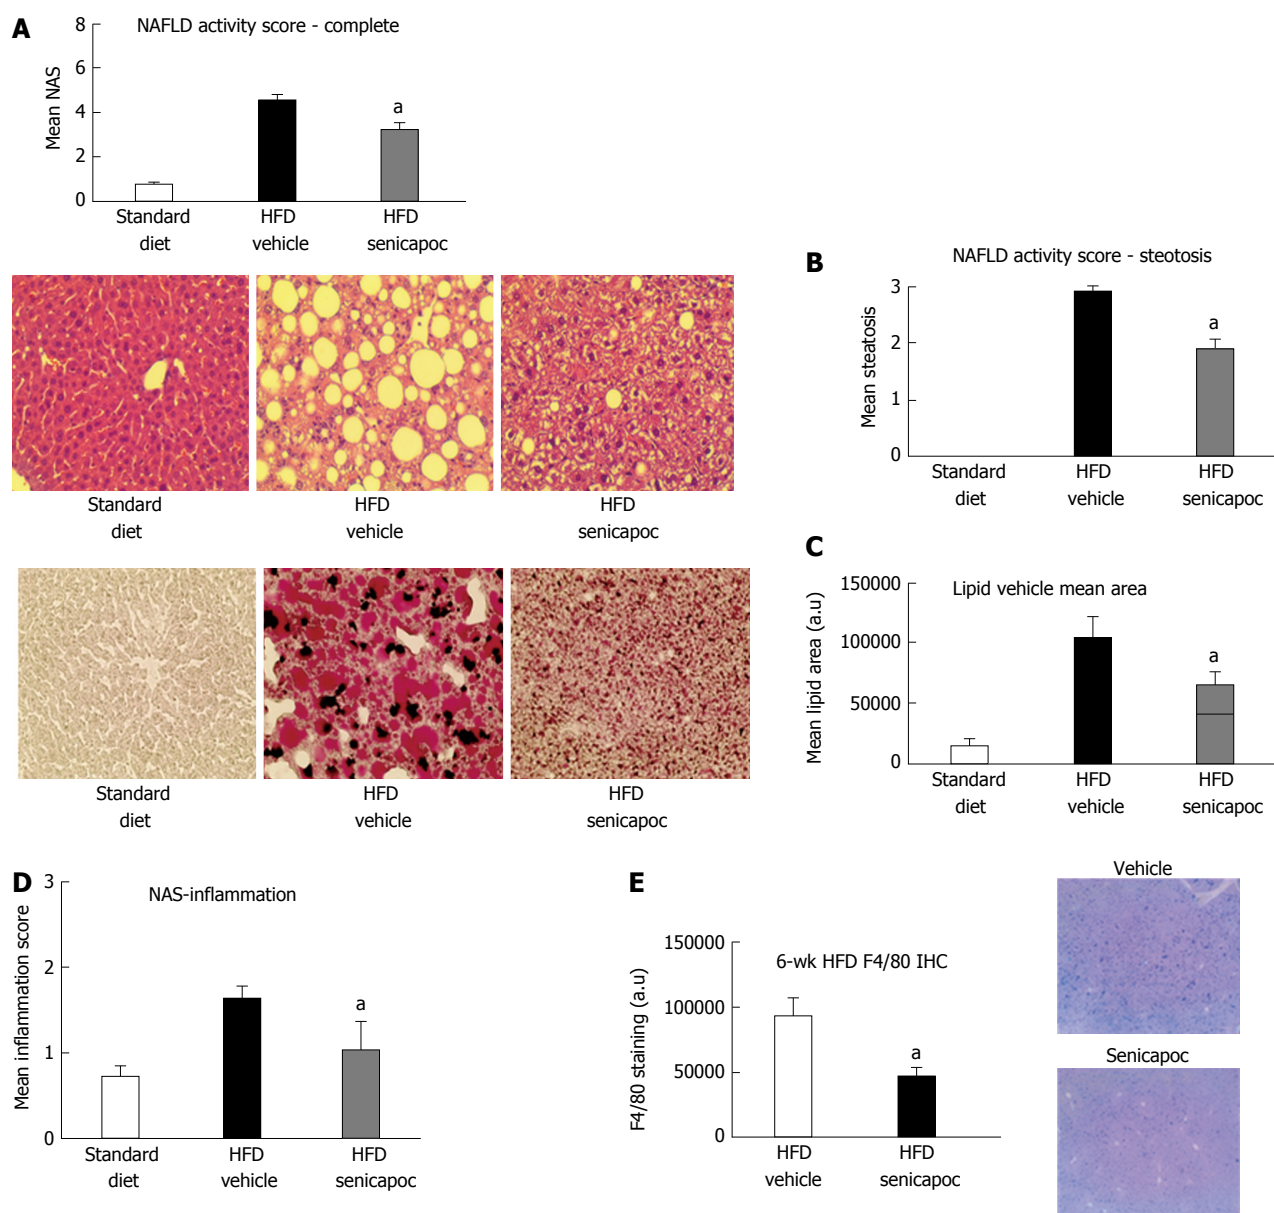 A
NAFLD activity score - complete
Mean NAS
8
6
4
2
0
a
Standard
diet
HFD
vehicle
HFD
senicapoc
Standard
diet
HFD
vehicle
HFD
senicapoc
Standard
diet
HFD
vehicle
HFD
senicapoc
B
NAFLD activity score - steotosis
Mean steatosis
3
2
1
0
a
Standard
diet
HFD
vehicle
HFD
senicapoc
C
Lipid vehicle mean area
Mean lipid area (a.u)
150000
100000
50000
0
a
Standard
diet
HFD
vehicle
HFD
senicapoc
D
NAS-inflammation
Mean inflammation score
3
2
1
0
a
Standard
diet
HFD
vehicle
HFD
senicapoc
E
6-wk HFD F4/80 IHC
F4/80 staining (a.u)
150000
100000
50000
0
a
HFD
vehicle
HFD
senicapoc
Vehicle
Senicapoc